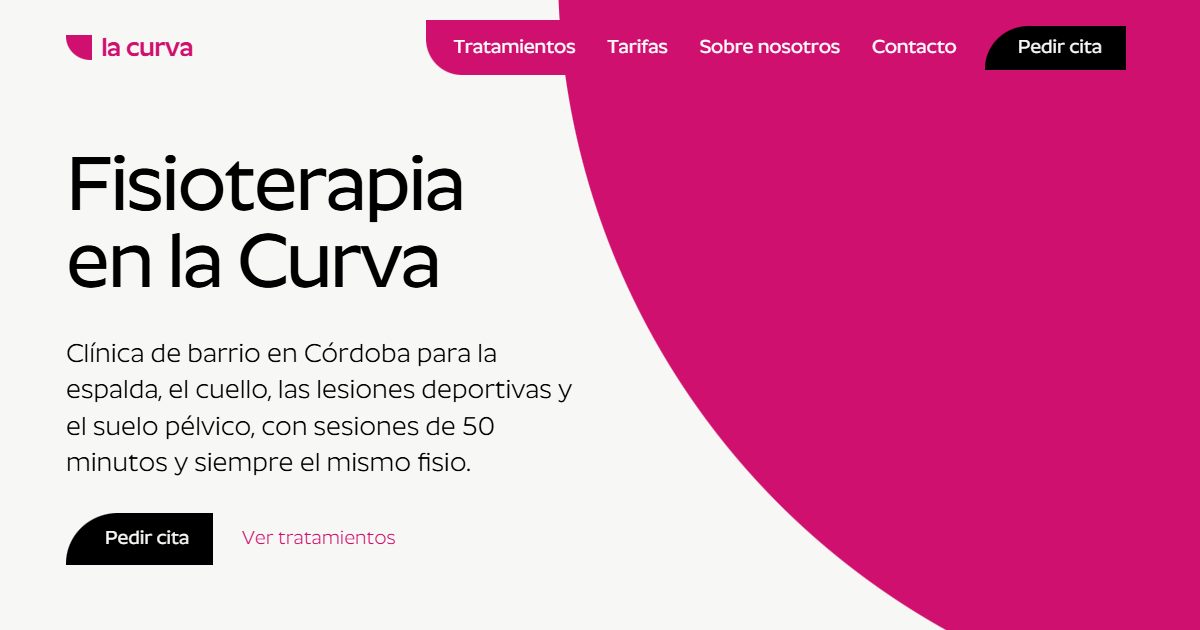 la curva
Tratamientos Tarifas Sobre nosotros Contacto Pedir cita
Fisioterapia
en la Curva
Clínica de barrio en Córdoba para la
espalda, el cuello, las lesiones deportivas y
el suelo pélvico, con sesiones de 50
minutos y siempre el mismo fisio.
Pedir cita Ver tratamientos